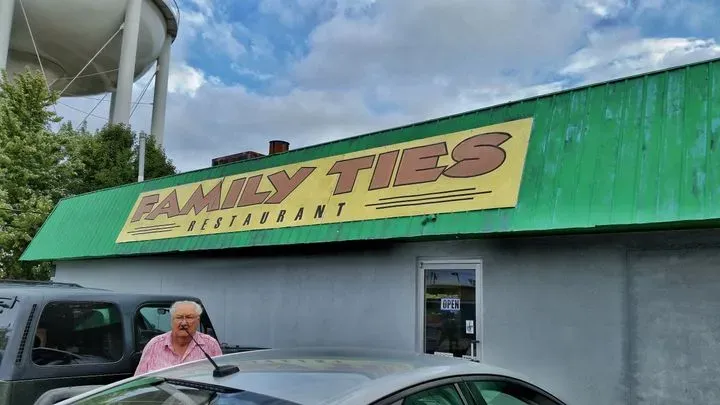 FAMILY TIES
RESTAURANT
OPEN